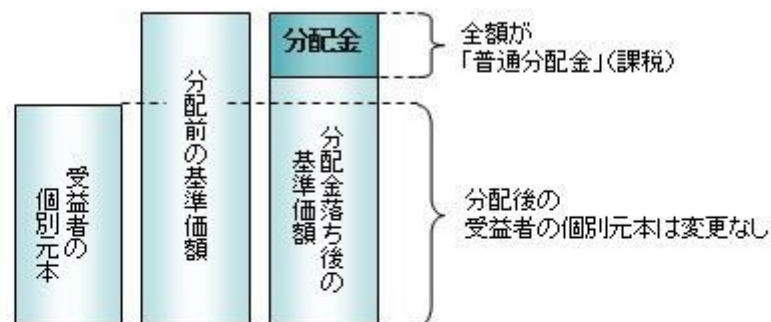 受益者の
個別元本
分配前の基準価額
分配金
分配金落ち後の
基準価額
全額が
「普通分配金」(課税)
分配後の
受益者の個別元本は変更なし